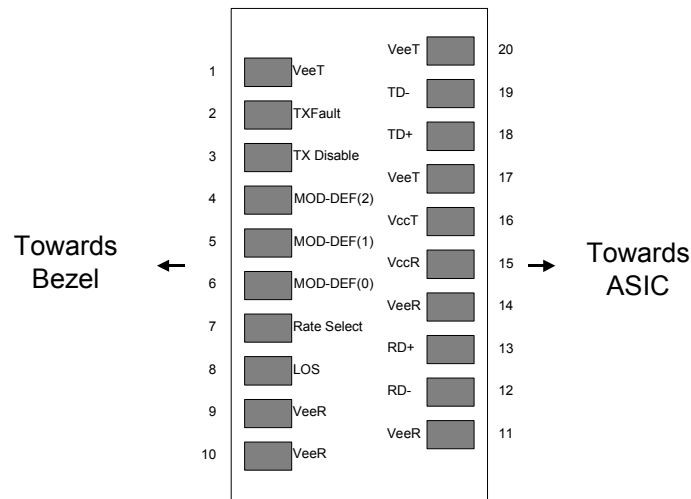 VeeT 20
1 VeeT
TD- 19
2 TXFault
TD+ 18
3 TX Disable
VeeT 17
4 MOD-DEF(2)
VccT 16
5 MOD-DEF(1)
Towards
Bezel
VccR 15
Towards
ASIC
6 MOD-DEF(0)
VeeR 14
7 Rate Select
RD+ 13
8 LOS
RD- 12
9 VeeR
VeeR 11
10 VeeR